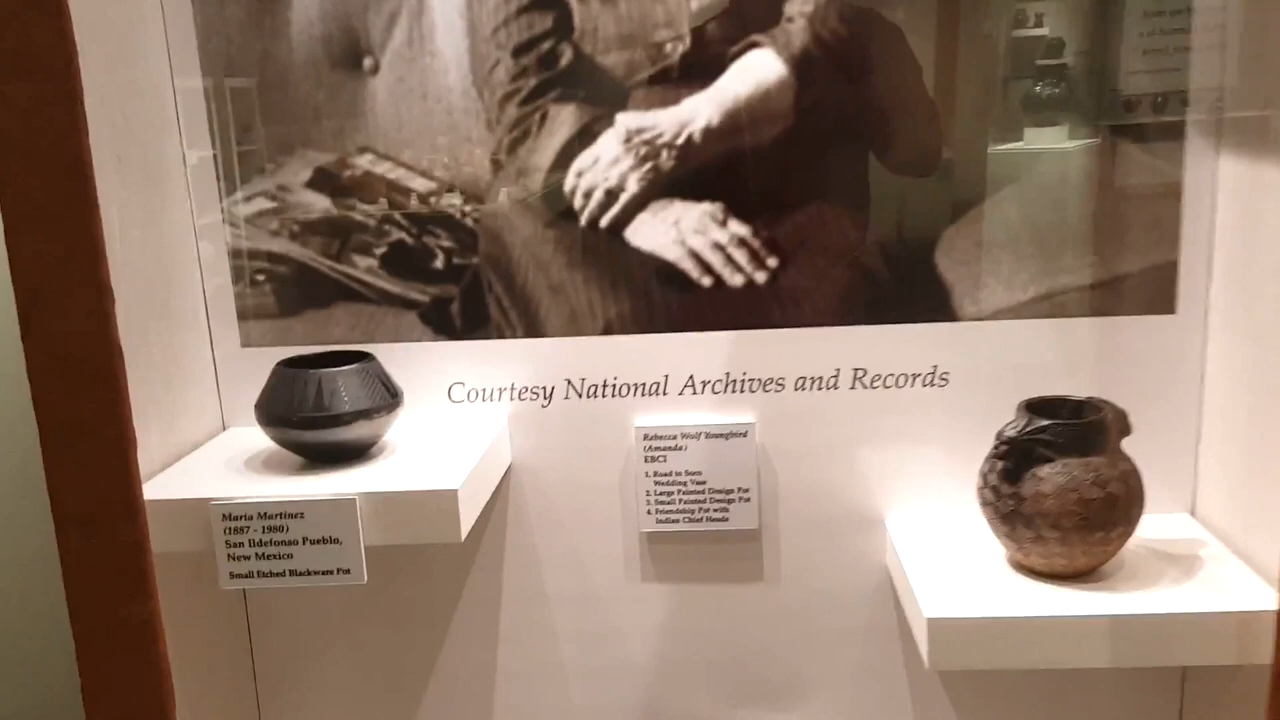 Courtesy National Archives and Records
Rebecca Wolf Youngbird
(Amanda)
EBCI
1. Road to Soco
Wedding Vase
2. Large Painted Design Pot
3. Small Painted Design Pot
4. Friendship Pot with
Indian Chief Heads
Maria Martinez
(1887 - 1980)
San Ildefonso Pueblo,
New Mexico
Small Etched Blackware Pot